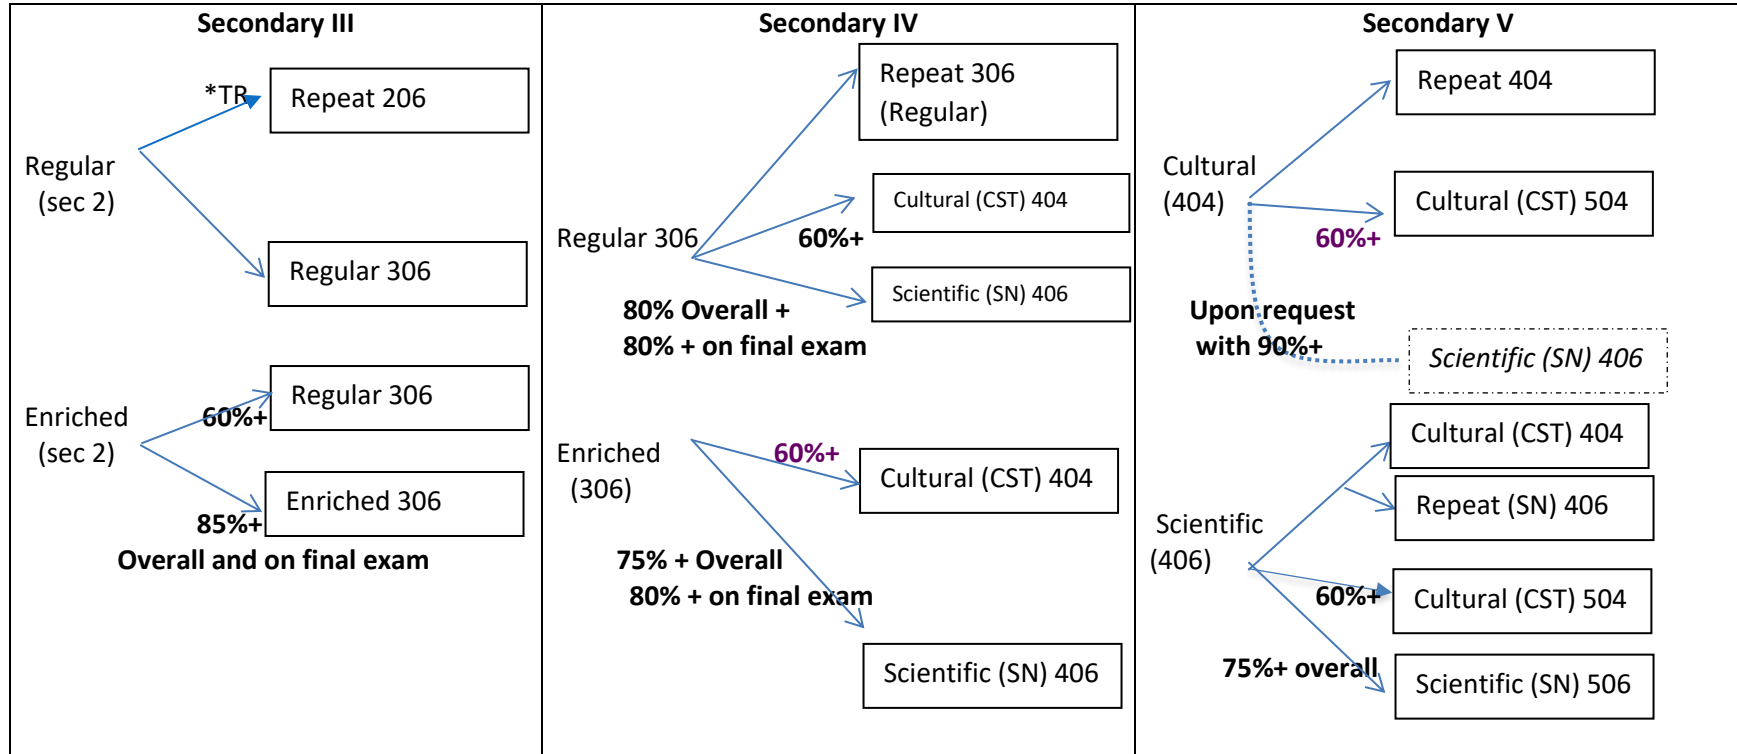 Secondary III
*TR
Repeat 206
Regular
(sec 2)
Regular 306
Regular 306
60%+
Enriched
(sec 2)
Enriched 306
85%+
Overall and on final exam
Secondary IV
Repeat 306
(Regular)
Cultural (CST) 404
60%+
Regular 306
Scientific (SN) 406
80% Overall +
80% + on final exam
60%+
Enriched
(306)
Cultural (CST) 404
75% + Overall
80% + on final exam
Scientific (SN) 406
Secondary V
Repeat 404
Cultural
(404)
Cultural (CST) 504
60%+
Upon request
with 90%+
Scientific (SN) 406
Cultural (CST) 404
Repeat (SN) 406
Scientific
(406)
60%+
Cultural (CST) 504
75%+ overall
Scientific (SN) 506